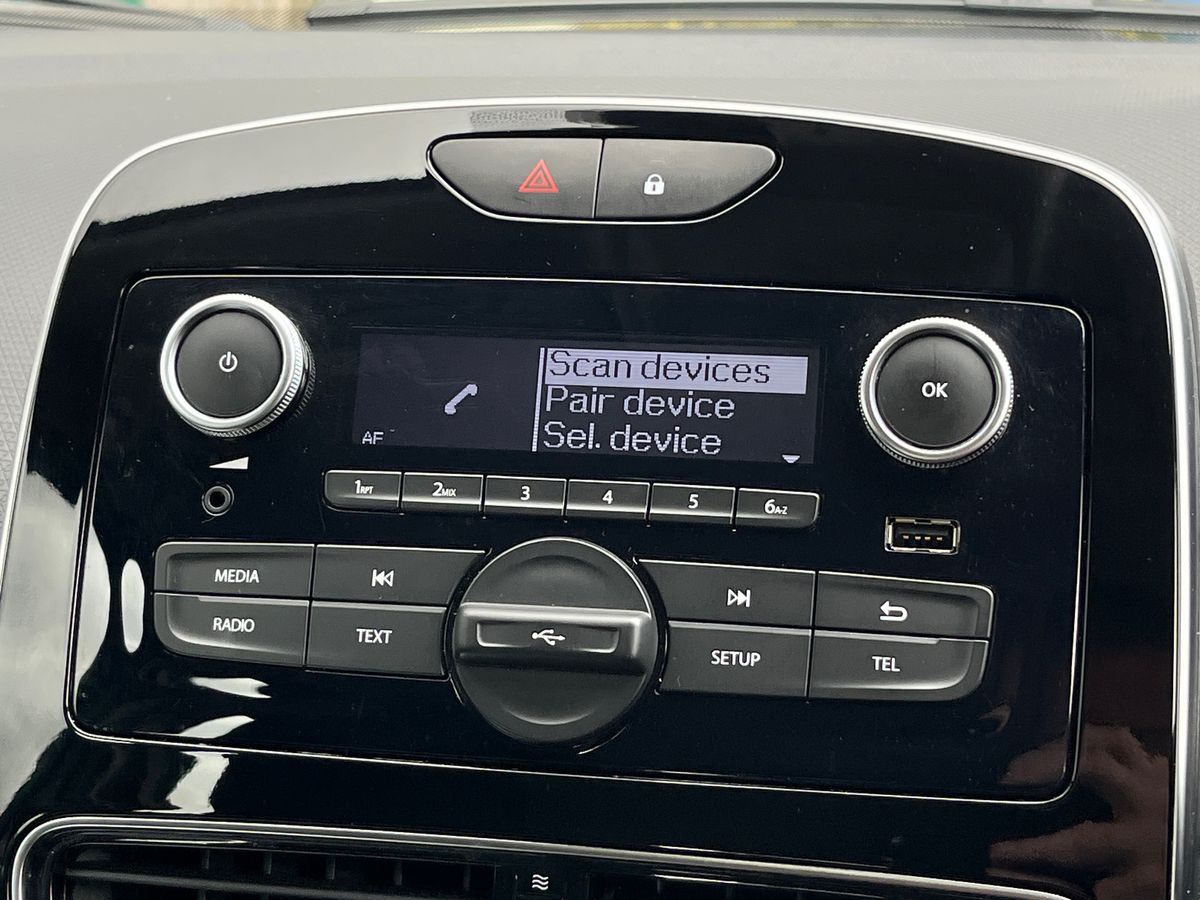 Scan devices
Pair device
Sel. device
OK
AF
1RPT 2MIX 3 4 5 6A-Z
MEDIA
RADIO
TEXT
SETUP
TEL